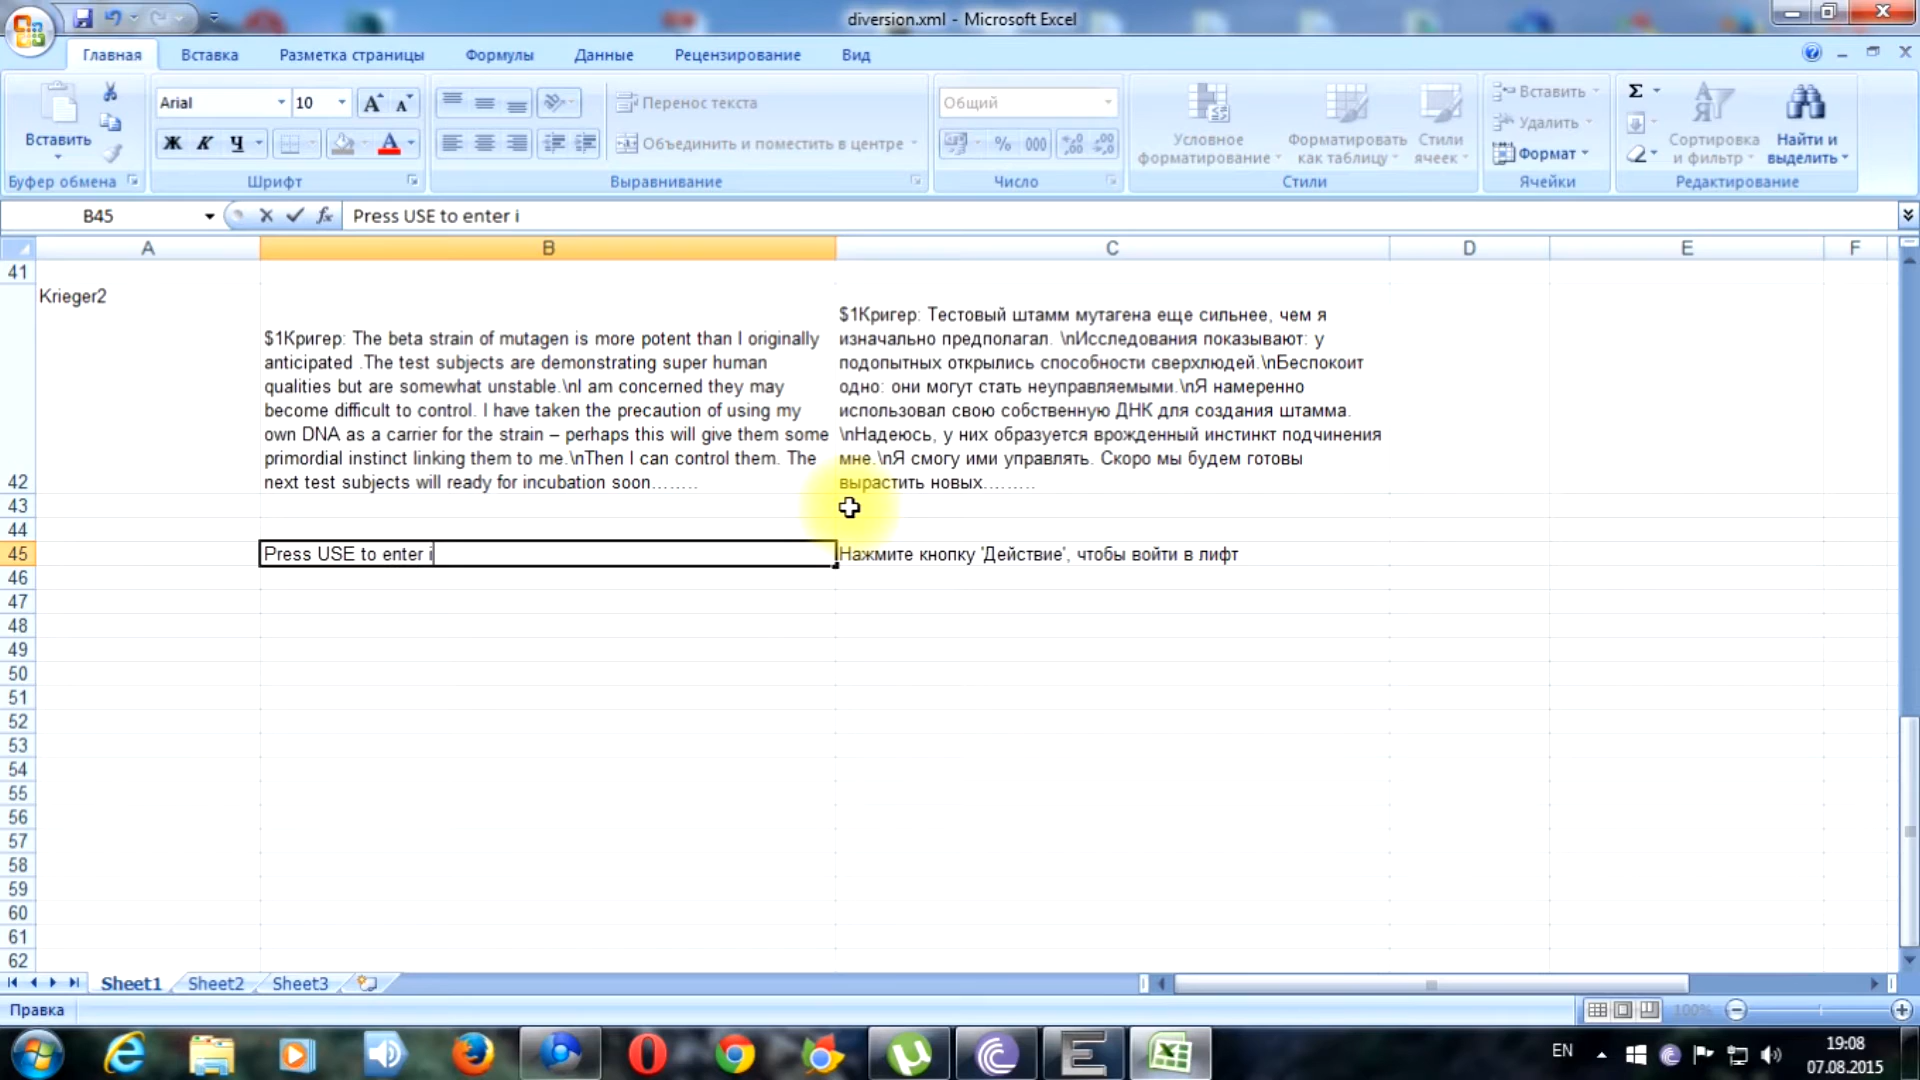 diversion.xml - Microsoft Excel
Главная Вставка Разметка страницы Формулы Данные Рецензирование Вид
Вставить
Буфер обмена
Arial 10
Ж К Ч А
Шрифт
Перенос текста
Объединить и поместить в центре
Выравнивание
Общий
% 000
Число
Условное форматирование
Форматировать как таблицу
Стили ячеек
Стили
Вставить
Удалить
Формат
Ячейки
Σ
Сортировка и фильтр
Найти и выделить
Редактирование
B45 fx Press USE to enter i
A B C D E F
41
Krieger2
$1Кригер: The beta strain of mutagen is more potent than I originally
anticipated .The test subjects are demonstrating super human
qualities but are somewhat unstable.\nI am concerned they may
become difficult to control. I have taken the precaution of using my
own DNA as a carrier for the strain – perhaps this will give them some
primordial instinct linking them to me.\nThen I can control them. The
next test subjects will ready for incubation soon……..
$1Кригер: Тестовый штамм мутагена еще сильнее, чем я
изначально предполагал. \nИсследования показывают: у
подопытных открылись способности сверхлюдей.\nБеспокоит
одно: они могут стать неуправляемыми.\nЯ намеренно
использовал свою собственную ДНК для создания штамма.
\nНадеюсь, у них образуется врожденный инстинкт подчинения
мне.\nЯ смогу ими управлять. Скоро мы будем готовы
вырастить новых………
42
43
44
45 Press USE to enter i Нажмите кнопку 'Действие', чтобы войти в лифт
46
47
48
49
50
51
52
53
54
55
56
57
58
59
60
61
62
Sheet1 Sheet2 Sheet3
Правка 100%
EN 19:08
07.08.2015